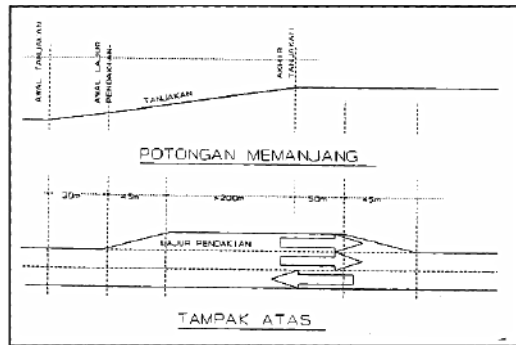 AWAL TANJAKAN
AWAL LAJUR
PENDAKIAN
AKHIR
TANJAKAN
TANJAKAN
POTONGAN MEMANJANG
30m 45m >200m 50m 45m
LAJUR PENDAKIAN
TAMPAK ATAS